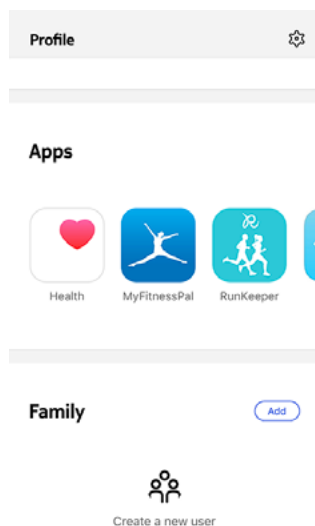 Profile
Apps
Health
MyFitnessPal
RunKeeper
Family
Add
Create a new user